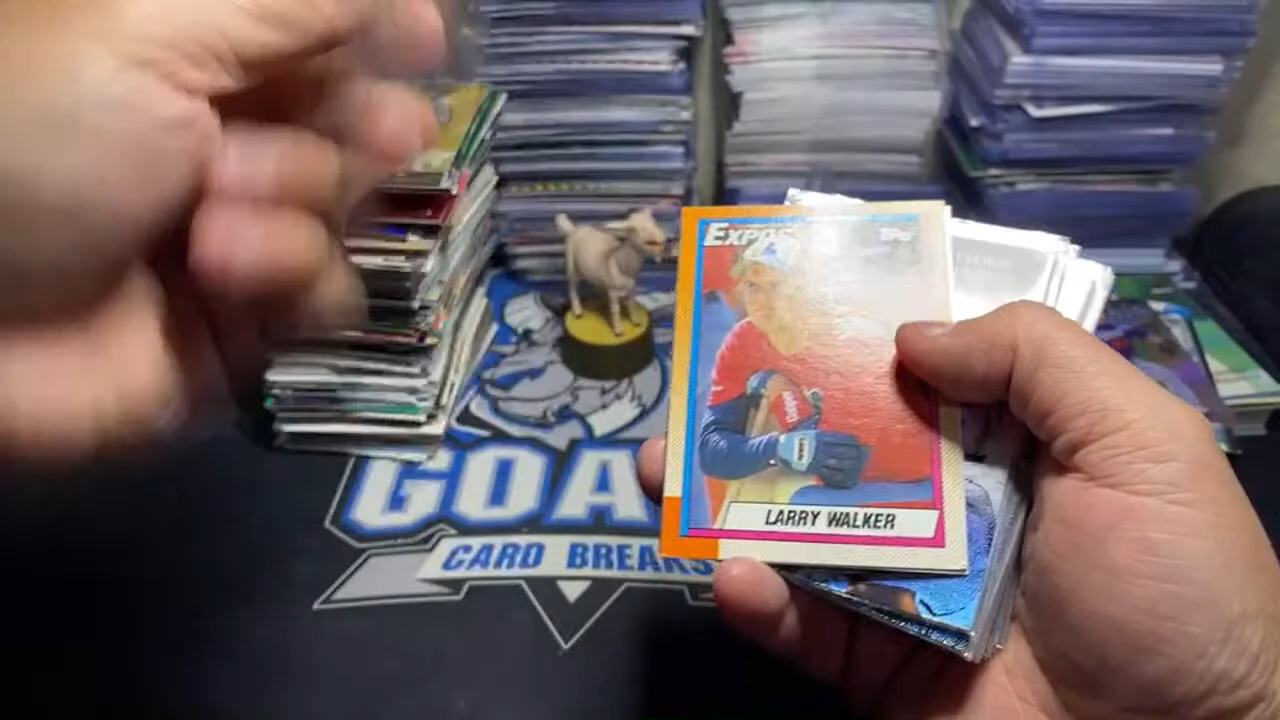 EXPOS
TOPPS
LARRY WALKER
GOA
CARD BREAKS